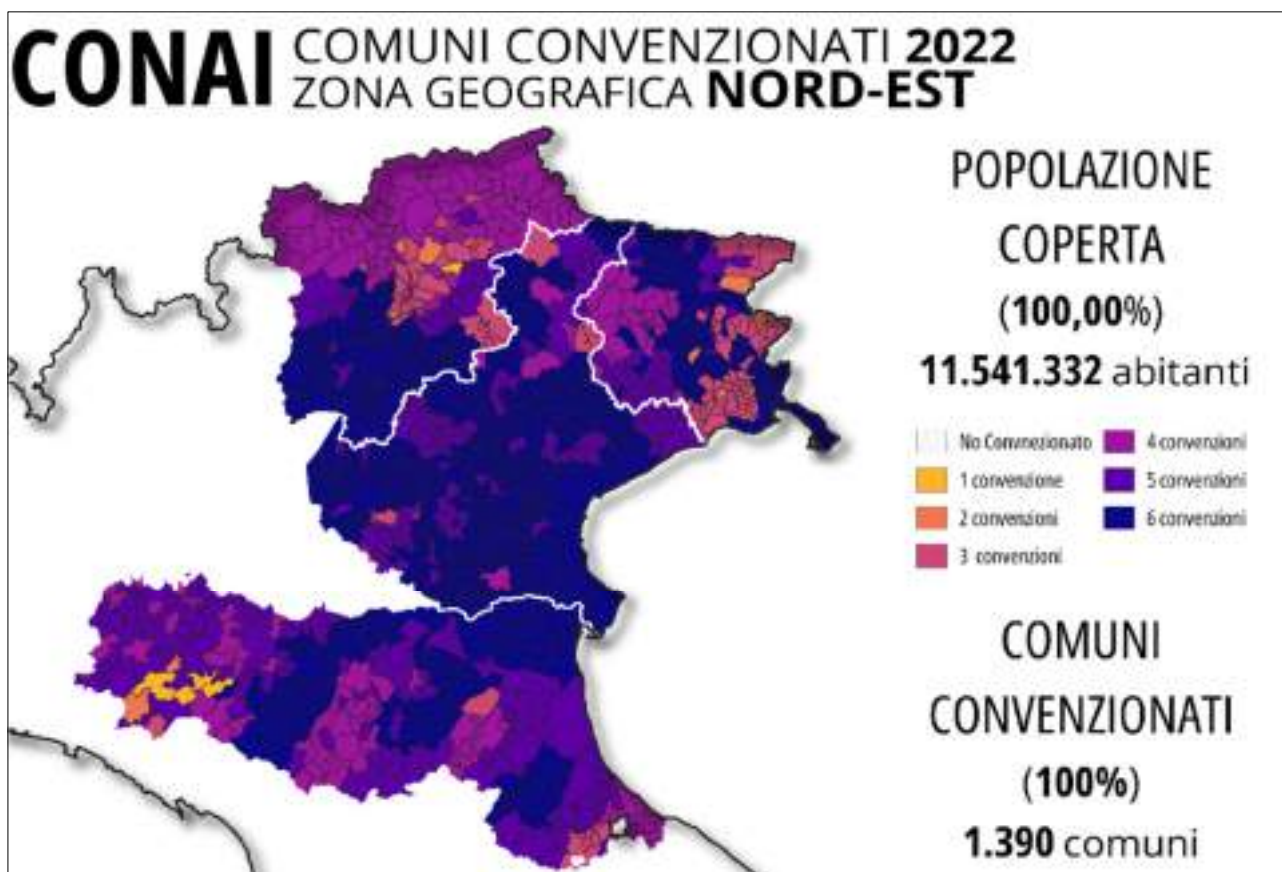 CONAI
COMUNI CONVENZIONATI 2022
ZONA GEOGRAFICA NORD-EST
POPOLAZIONE
COPERTA
(100,00%)
11.541.332 abitanti
No Convnezionato
1 convenzione
2 convenzioni
3 convenzioni
4 convenzioni
5 convenzioni
6 convenzioni
COMUNI
CONVENZIONATI
(100%)
1.390 comuni